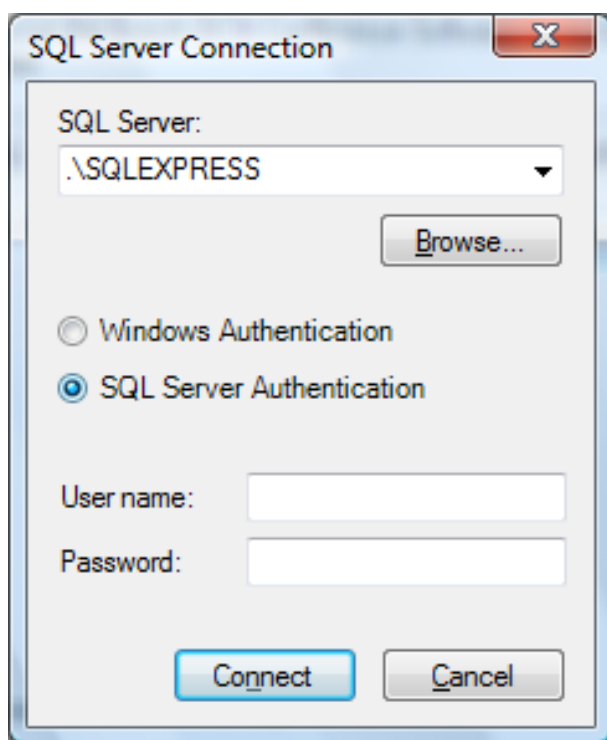 SQL Server Connection
SQL Server:
.\SQLEXPRESS
Browse...
Windows Authentication
SQL Server Authentication
User name:
Password:
Connect Cancel